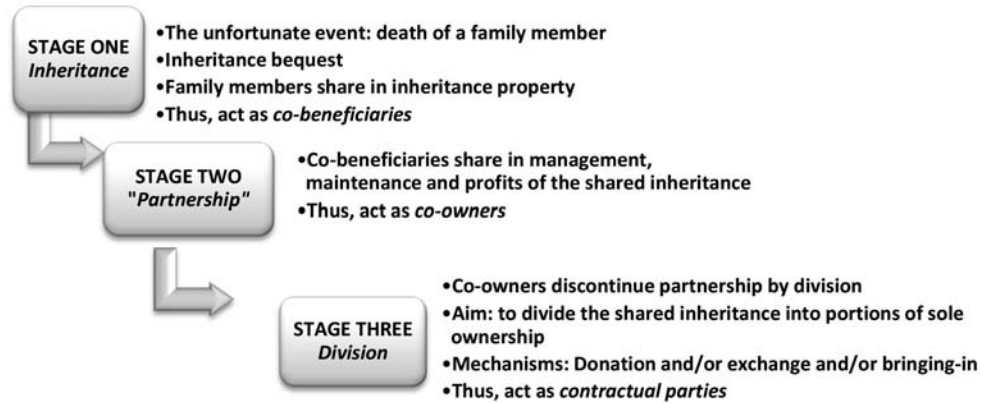 STAGE ONE
Inheritance
•The unfortunate event: death of a family member
•Inheritance bequest
•Family members share in inheritance property
•Thus, act as co-beneficiaries
STAGE TWO
"Partnership"
•Co-beneficiaries share in management,
maintenance and profits of the shared inheritance
•Thus, act as co-owners
STAGE THREE
Division
•Co-owners discontinue partnership by division
•Aim: to divide the shared inheritance into portions of sole
ownership
•Mechanisms: Donation and/or exchange and/or bringing-in
•Thus, act as contractual parties